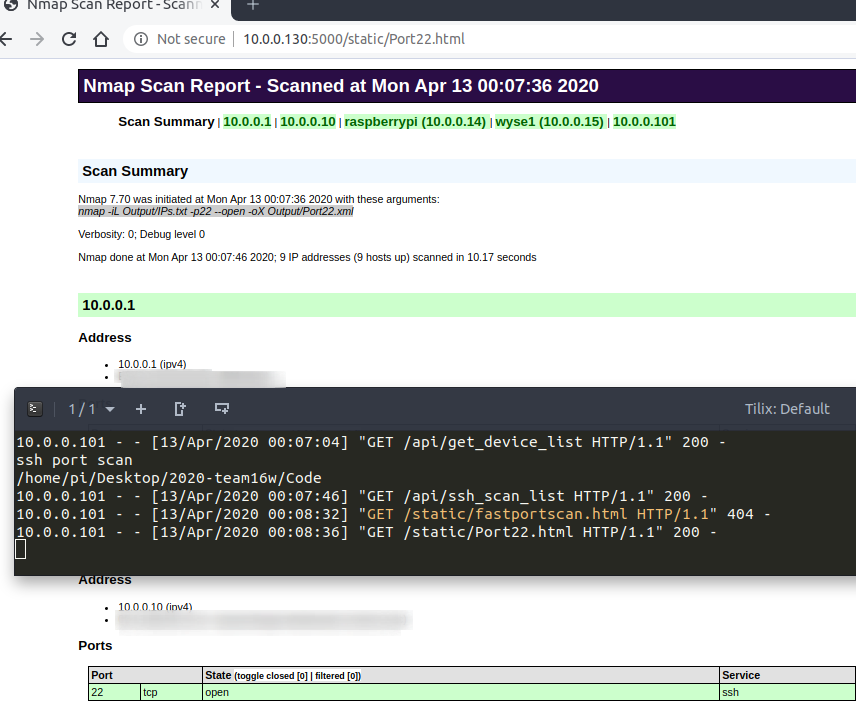 Nmap Scan Report - Scann
Not secure | 10.0.0.130:5000/static/Port22.html
Nmap Scan Report - Scanned at Mon Apr 13 00:07:36 2020
Scan Summary | 10.0.0.1 | 10.0.0.10 | raspberrypi (10.0.0.14) | wyse1 (10.0.0.15) | 10.0.0.101
Scan Summary
Nmap 7.70 was initiated at Mon Apr 13 00:07:36 2020 with these arguments:
nmap -iL Output/IPs.txt -p22 --open -oX Output/Port22.xml
Verbosity: 0; Debug level 0
Nmap done at Mon Apr 13 00:07:46 2020; 9 IP addresses (9 hosts up) scanned in 10.17 seconds
10.0.0.1
Address
10.0.0.1 (ipv4)
1 / 1 Tilix: Default
10.0.0.101 - - [13/Apr/2020 00:07:04] "GET /api/get_device_list HTTP/1.1" 200 -
ssh port scan
/home/pi/Desktop/2020-team16w/Code
10.0.0.101 - - [13/Apr/2020 00:07:46] "GET /api/ssh_scan_list HTTP/1.1" 200 -
10.0.0.101 - - [13/Apr/2020 00:08:32] "GET /static/fastportscan.html HTTP/1.1" 404 -
10.0.0.101 - - [13/Apr/2020 00:08:36] "GET /static/Port22.html HTTP/1.1" 200 -
Address
10.0.0.10 (ipv4)
Ports
Port State (toggle closed [0] | filtered [0]) Service
22 tcp open ssh